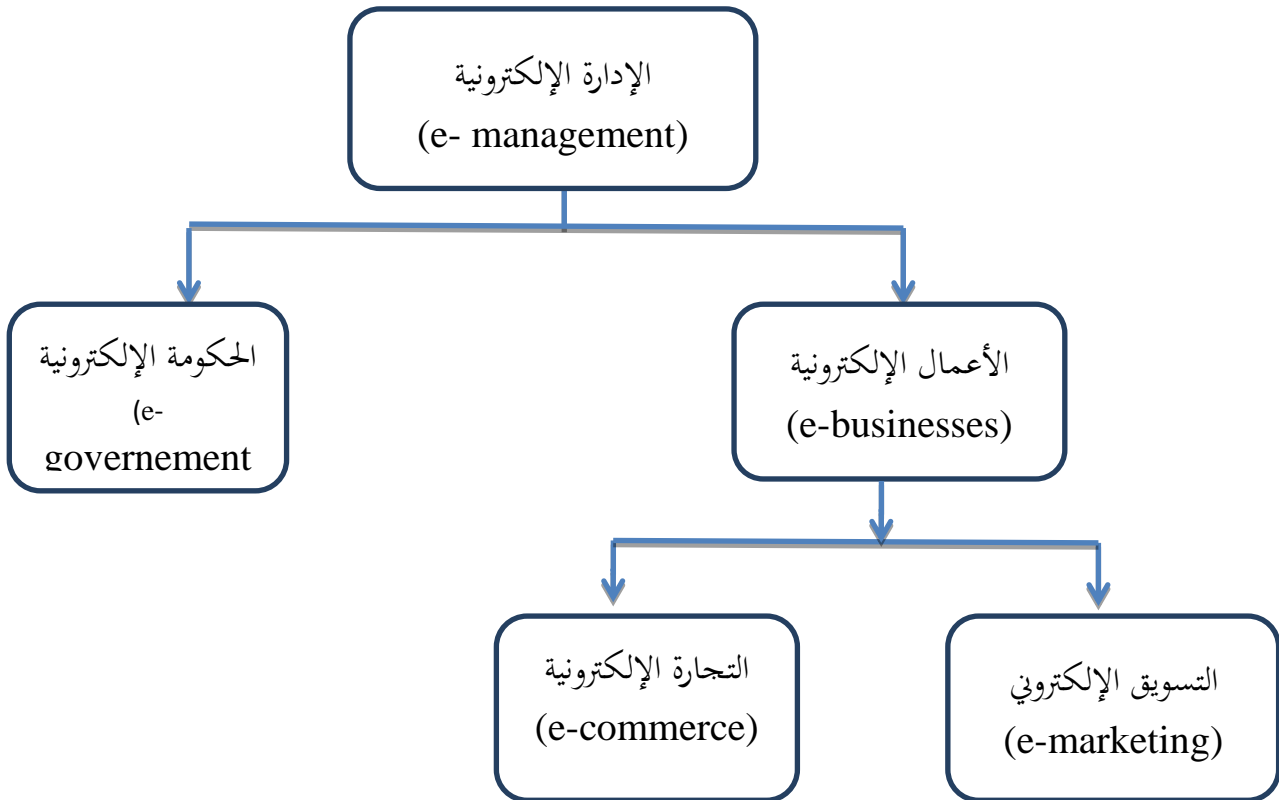 الإدارة الإلكترونية
(e- management)
الحكومة الإلكترونية
(e-
governement
الأعمال الإلكترونية
(e-businesses)
التجارة الإلكترونية
(e-commerce)
التسويق الإلكتروني
(e-marketing)